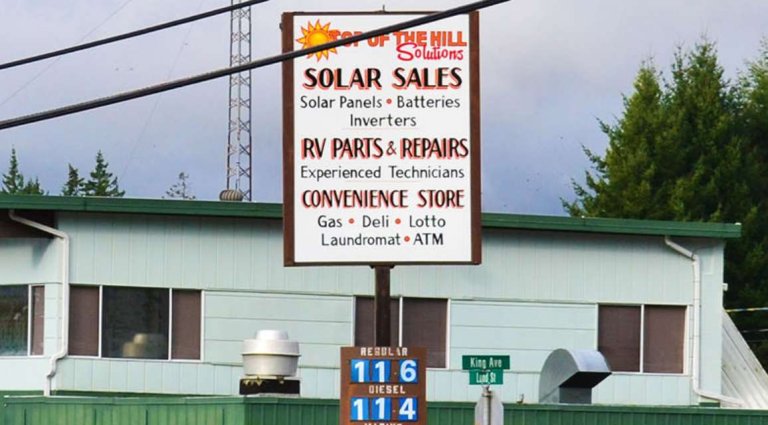 TOP OF THE HILL
Solutions
SOLAR SALES
Solar Panels • Batteries
Inverters
RV PARTS & REPAIRS
Experienced Technicians
CONVENIENCE STORE
Gas • Deli • Lotto
Laundromat • ATM
REGULAR
116
DIESEL
114
King Ave
Lund St